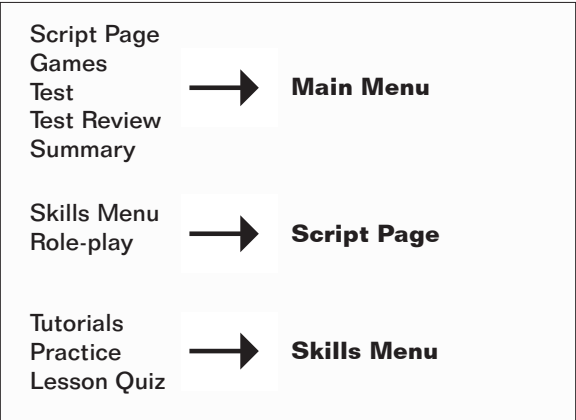 Script Page
Games
Test
Test Review
Summary
Main Menu
Skills Menu
Role-play
Script Page
Tutorials
Practice
Lesson Quiz
Skills Menu